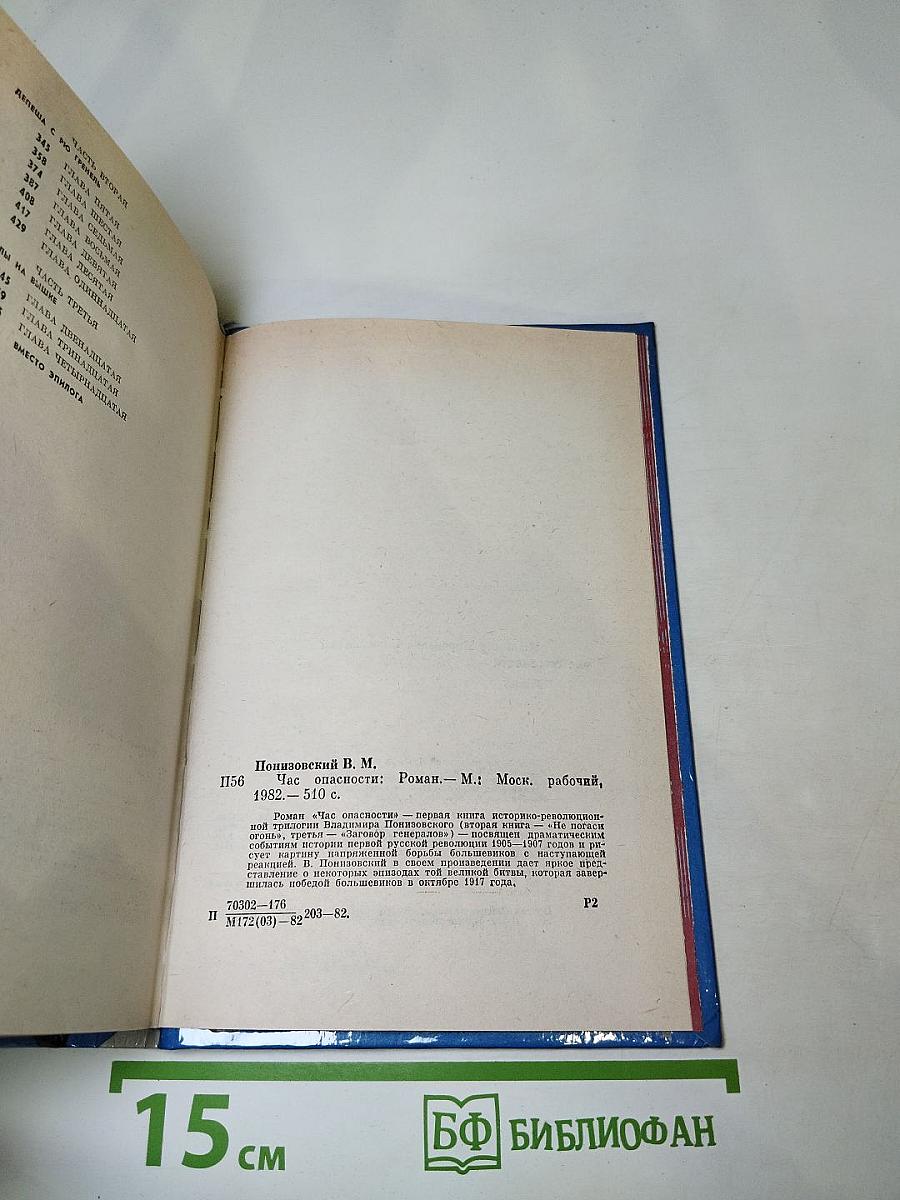 ЧАСТЬ ВТОРАЯ
ДЕПЕША С РЮ ГРЕНЕЛЬ
345 ГЛАВА ПЯТАЯ
358 ГЛАВА ШЕСТАЯ
374 ГЛАВА СЕДЬМАЯ
387 ГЛАВА ВОСЬМАЯ
408 ГЛАВА ДЕВЯТАЯ
417 ГЛАВА ДЕСЯТАЯ
429 ГЛАВА ОДИННАДЦАТАЯ
ЧАСТЬ ТРЕТЬЯ
НА ВЫШКЕ
45 ГЛАВА ДВЕНАДЦАТАЯ
ГЛАВА ТРИНАДЦАТАЯ
ГЛАВА ЧЕТЫРНАДЦАТАЯ
ВМЕСТО ЭПИЛОГА
Понизовский В. М.
П56 Час опасности: Роман.— М.: Моск. рабочий,
1982.— 510 с.
Роман «Час опасности» — первая книга историко-революцион-
ной трилогии Владимира Понизовского (вторая книга — «Не погаси
огонь», третья — «Заговор генералов») — посвящен драматическим
событиям истории первой русской революции 1905—1907 годов и ри-
сует картину напряженной борьбы большевиков с наступающей
реакцией. В. Понизовский в своем произведении дает яркое пред-
ставление о некоторых эпизодах той великой битвы, которая завер-
шилась победой большевиков в октябре 1917 года.
70302—176
П М172(03)—82 203—82. Р2
15 см БФ БИБЛИОФАН